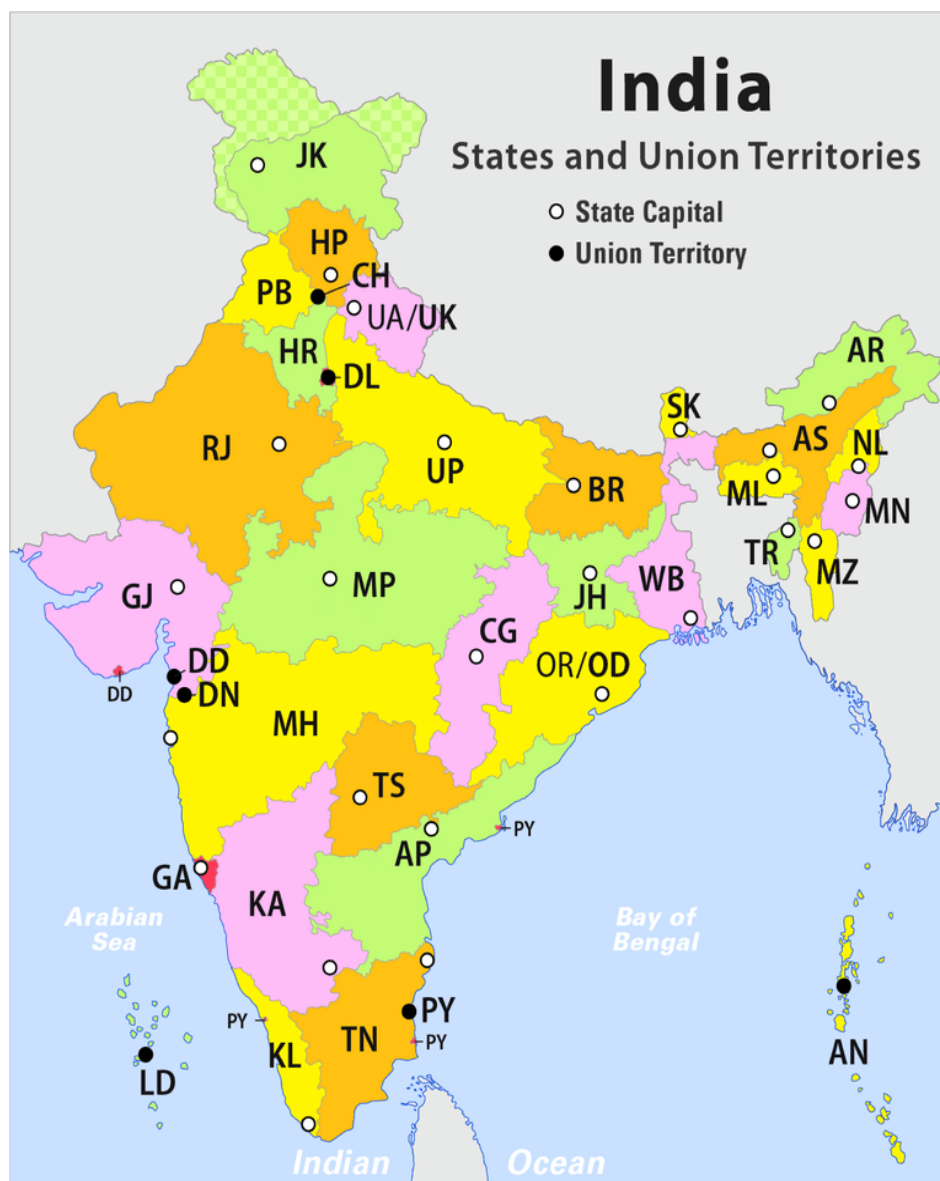 India
States and Union Territories
State Capital
Union Territory
JK
HP
CH
PB
UA/UK
HR
DL
AR
SK
RJ
UP
AS
NL
BR
ML
MN
TR
MZ
GJ
MP
JH
WB
CG
DD
OR/OD
DD
DN
MH
TS
PY
AP
GA
KA
Arabian
Sea
Bay of
Bengal
PY
PY
TN
PY
KL
AN
LD
Indian Ocean